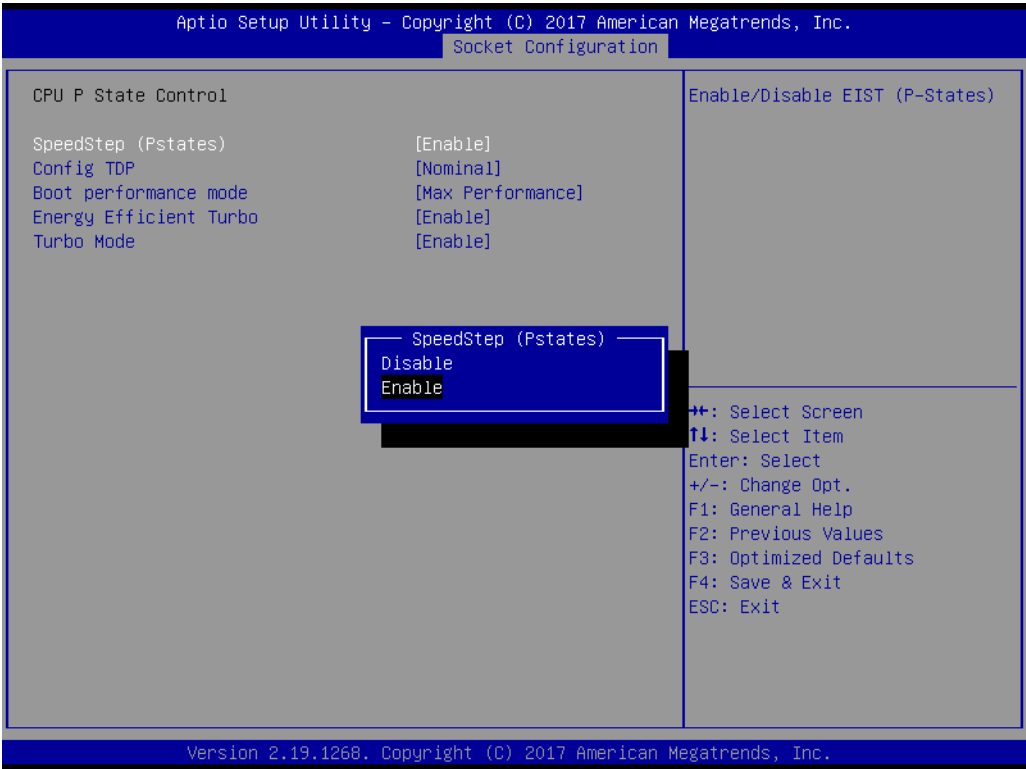 Aptio Setup Utility – Copyright (C) 2017 American Megatrends, Inc.
Socket Configuration
CPU P State Control
SpeedStep (Pstates) [Enable]
Config TDP [Nominal]
Boot performance mode [Max Performance]
Energy Efficient Turbo [Enable]
Turbo Mode [Enable]
SpeedStep (Pstates)
Disable
Enable
Enable/Disable EIST (P-States)
→←: Select Screen
↑↓: Select Item
Enter: Select
+/-: Change Opt.
F1: General Help
F2: Previous Values
F3: Optimized Defaults
F4: Save & Exit
ESC: Exit
Version 2.19.1268. Copyright (C) 2017 American Megatrends, Inc.